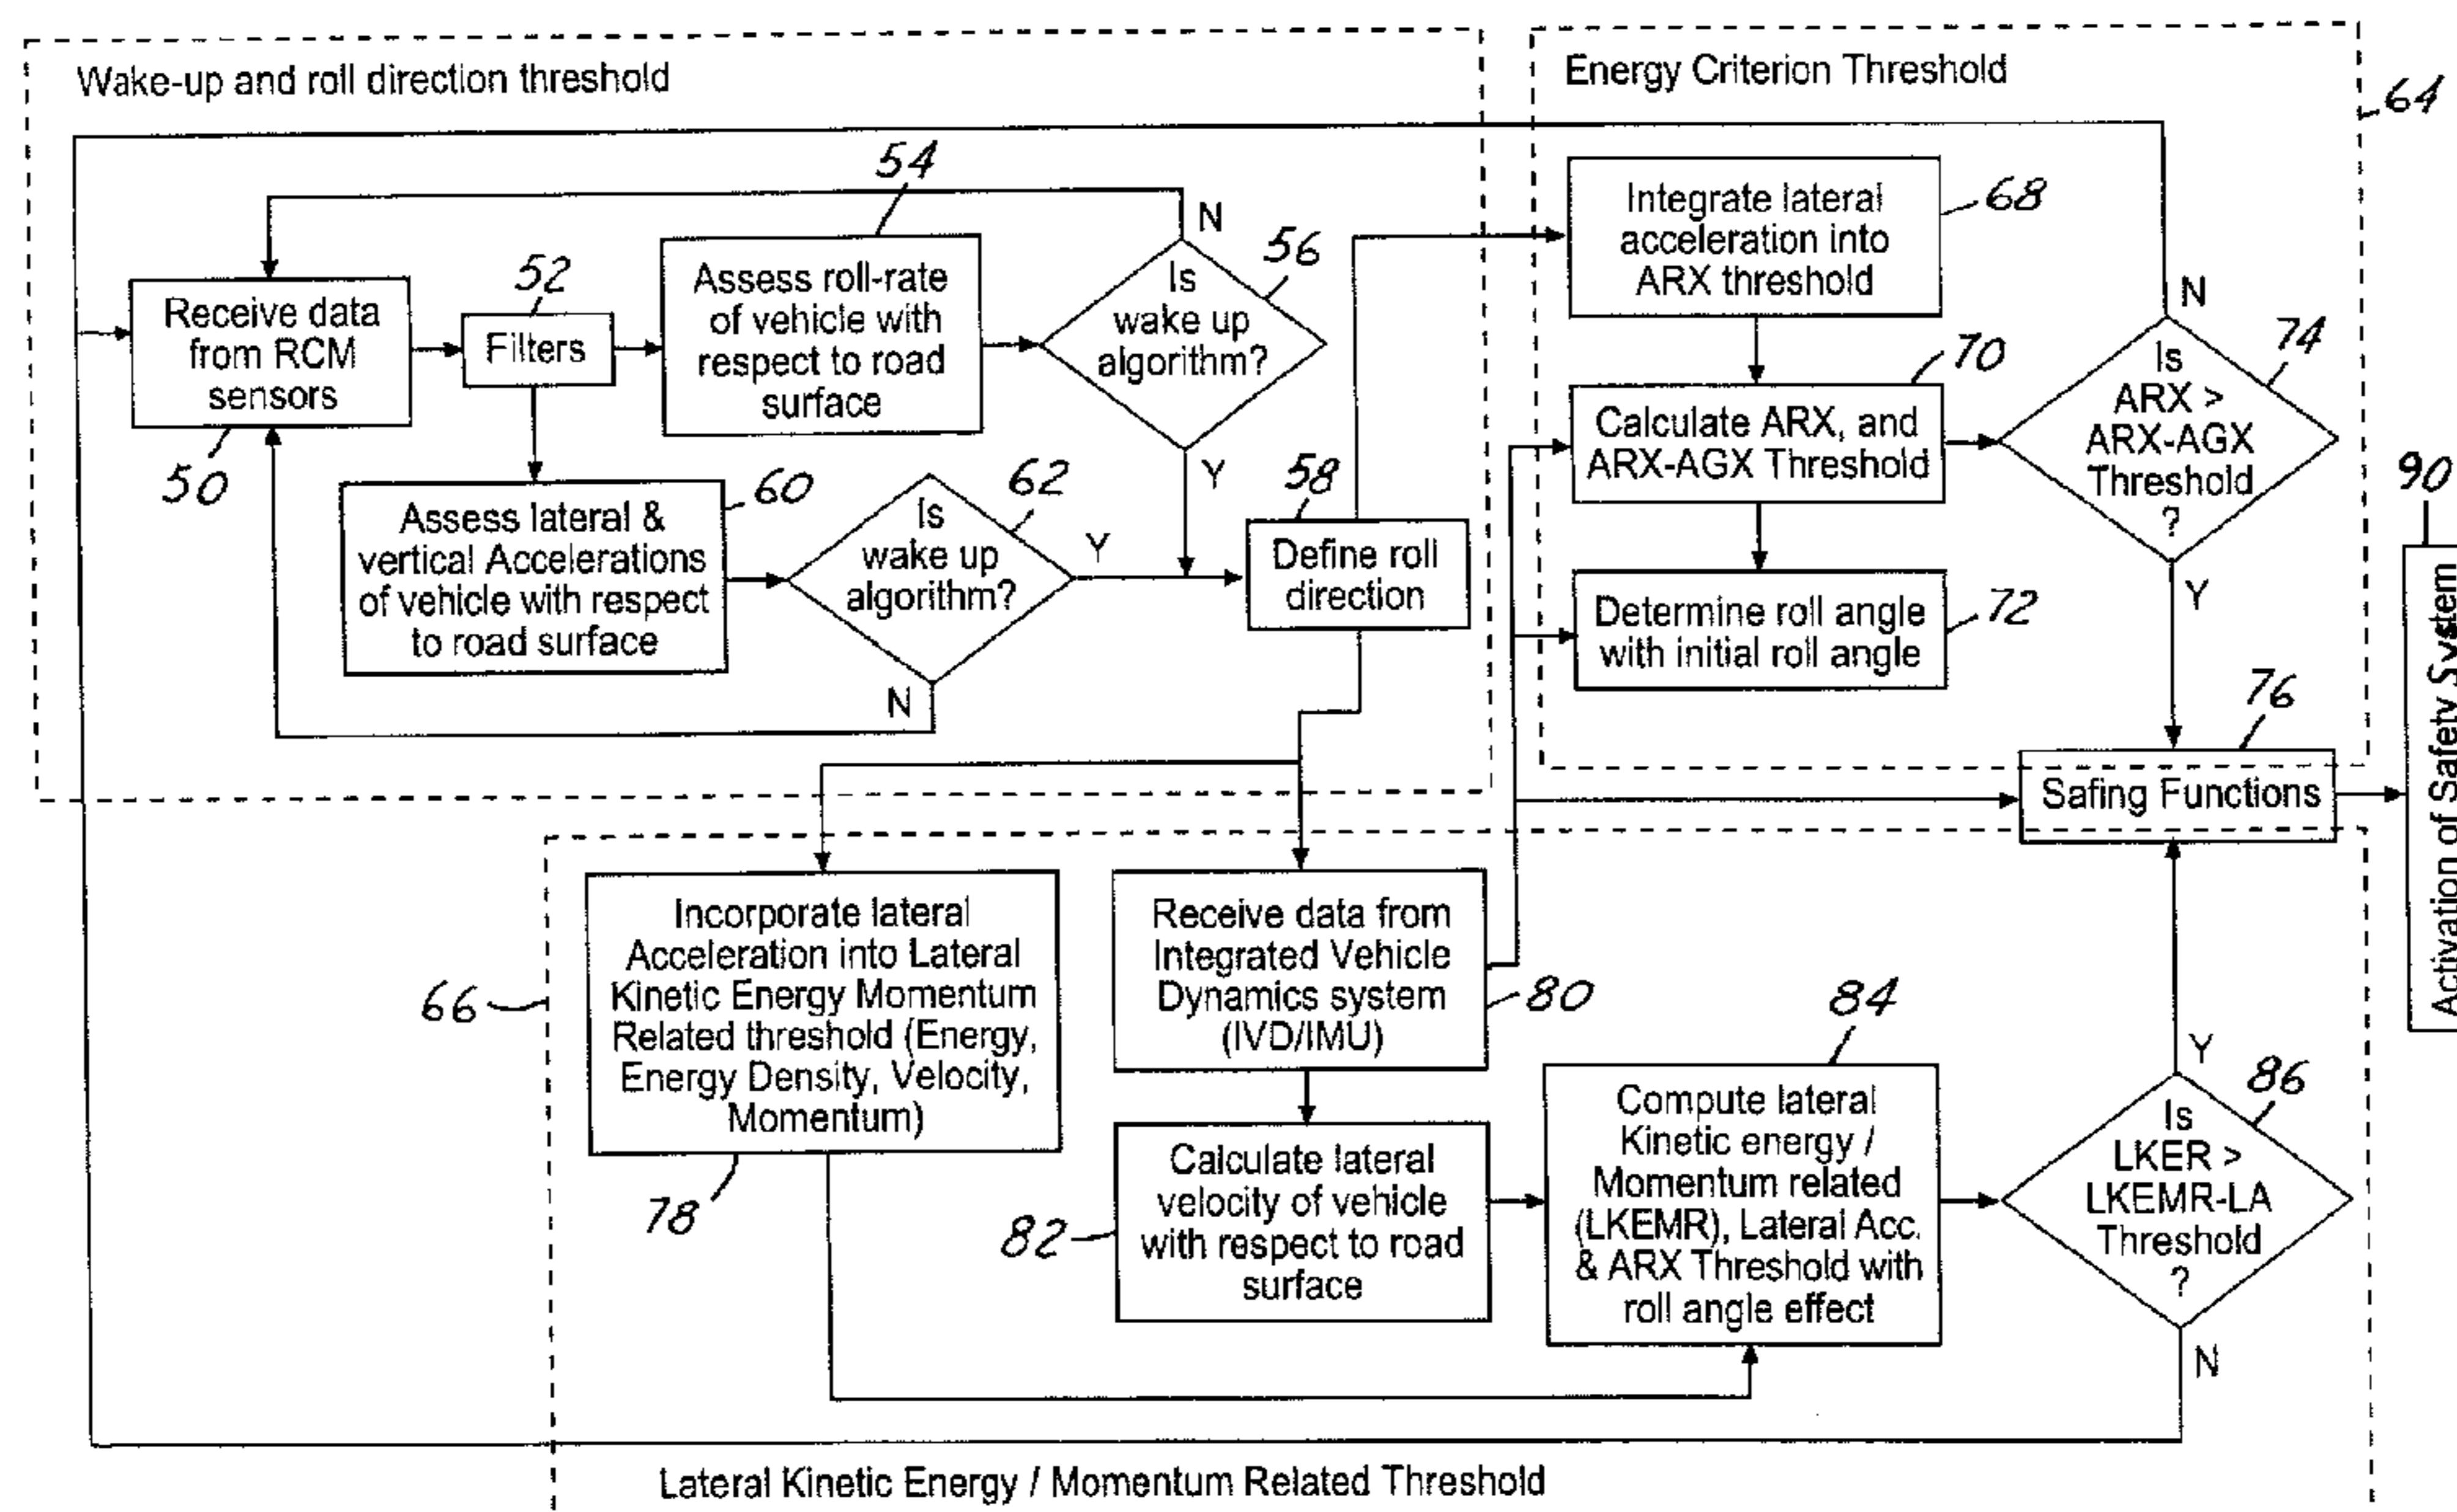 Wake-up and roll direction threshold
Energy Criterion Threshold
64
54
N
56
52
Receive data
from RCM
sensors
50
Filters
Assess roll-rate
of vehicle with
respect to road
surface
Is
wake up
algorithm?
Y
Assess lateral &
vertical Accelerations
of vehicle with respect
to road surface
60
Is
wake up
algorithm?
62
Y
N
58
Define roll
direction
Integrate lateral
acceleration into
ARX threshold
68
Calculate ARX, and
ARX-AGX Threshold
70
Determine roll angle
with initial roll angle
72
N
74
Is
ARX >
ARX-AGX
Threshold
?
Y
76
Safing Functions
90
Activation of Safety System
66
Incorporate lateral
Acceleration into Lateral
Kinetic Energy Momentum
Related threshold (Energy,
Energy Density, Velocity,
Momentum)
78
Receive data from
Integrated Vehicle
Dynamics system
(IVD/IMU)
80
Calculate lateral
velocity of vehicle
with respect to road
surface
82
84
Compute lateral
Kinetic energy /
Momentum related
(LKEMR), Lateral Acc.
& ARX Threshold with
roll angle effect
Y
86
Is
LKER >
LKEMR-LA
Threshold
?
N
Lateral Kinetic Energy / Momentum Related Threshold